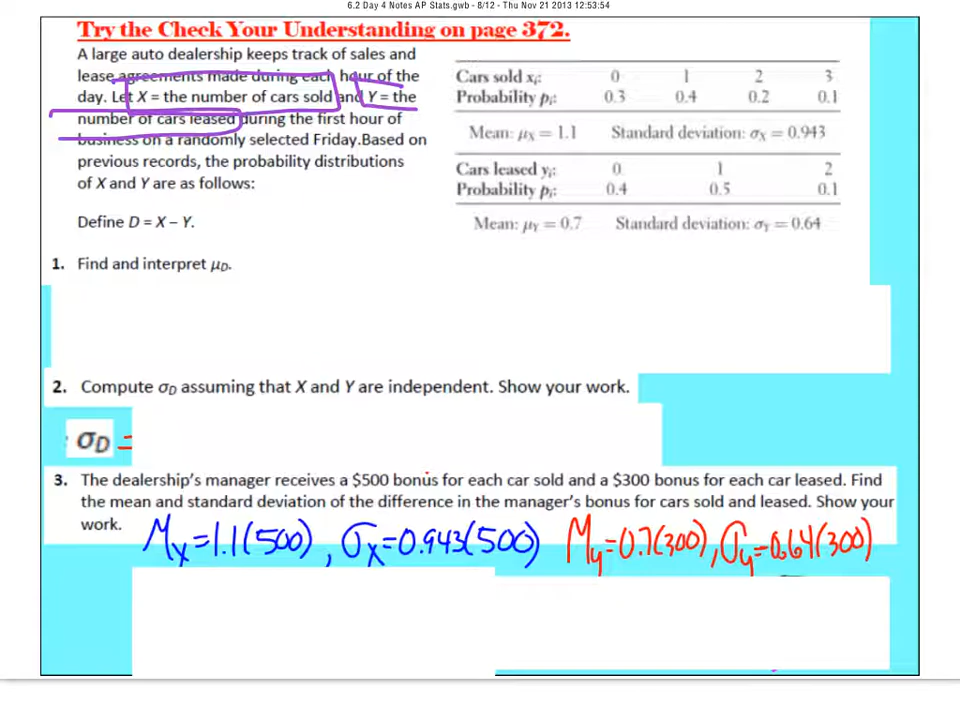 6.2 Day 4 Notes AP Stats.gwb - 8/12 - Thu Nov 21 2013 12:53:54
Try the Check Your Understanding on page 372.
A large auto dealership keeps track of sales and
lease agreements made during each hour of the
day. Let X = the number of cars sold and Y = the
number of cars leased during the first hour of
business on a randomly selected Friday.Based on
previous records, the probability distributions
of X and Y are as follows:
Define D = X – Y.
Cars sold xᵢ: 0 1 2 3
Probability pᵢ: 0.3 0.4 0.2 0.1
Mean: μX = 1.1 Standard deviation: σX = 0.943
Cars leased yᵢ: 0 1 2
Probability pᵢ: 0.4 0.5 0.1
Mean: μY = 0.7 Standard deviation: σY = 0.64
1. Find and interpret μD.
2. Compute σD assuming that X and Y are independent. Show your work.
σD =
3. The dealership's manager receives a $500 bonus for each car sold and a $300 bonus for each car leased. Find
the mean and standard deviation of the difference in the manager's bonus for cars sold and leased. Show your
work.
μx=1.1(500), σx=0.943(500) μy=0.7(300), σy=0.64(300)